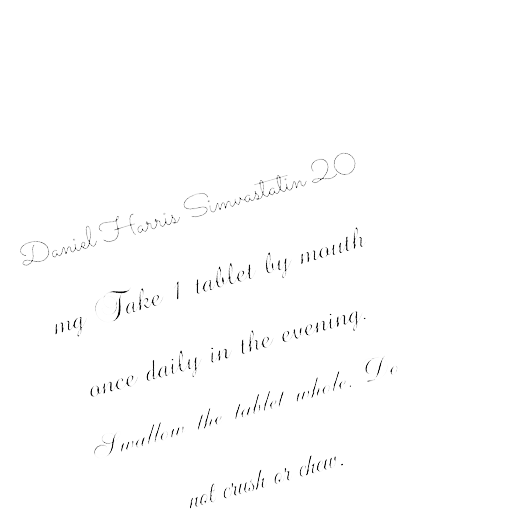 Daniel Harris Simvastatin 20
mg Take 1 tablet by mouth
once daily in the evening.
Swallow the tablet whole. Do
not crush or chew.